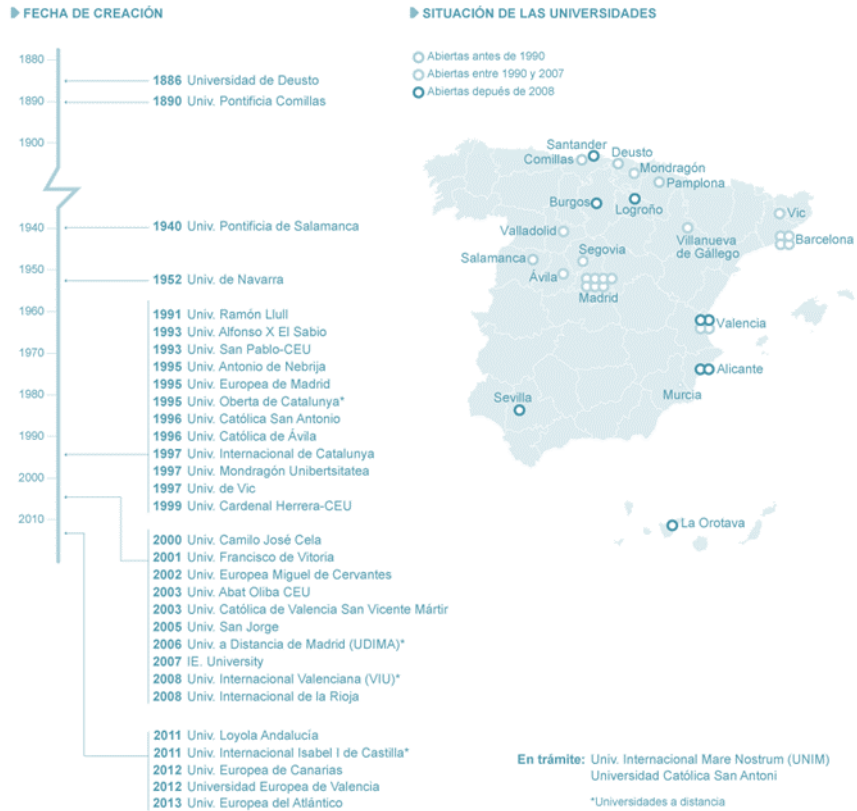 FECHA DE CREACIÓN
1880
1890
1900
1940
1950
1960
1970
1980
1990
2000
2010
1886 Universidad de Deusto
1890 Univ. Pontificia Comillas
1940 Univ. Pontificia de Salamanca
1952 Univ. de Navarra
1991 Univ. Ramón Llull
1993 Univ. Alfonso X El Sabio
1993 Univ. San Pablo-CEU
1995 Univ. Antonio de Nebrija
1995 Univ. Europea de Madrid
1995 Univ. Oberta de Catalunya*
1996 Univ. Católica San Antonio
1996 Univ. Católica de Ávila
1997 Univ. Internacional de Catalunya
1997 Univ. Mondragón Unibertsitatea
1997 Univ. de Vic
1999 Univ. Cardenal Herrera-CEU
2000 Univ. Camilo José Cela
2001 Univ. Francisco de Vitoria
2002 Univ. Europea Miguel de Cervantes
2003 Univ. Abat Oliba CEU
2003 Univ. Católica de Valencia San Vicente Mártir
2005 Univ. San Jorge
2006 Univ. a Distancia de Madrid (UDIMA)*
2007 IE. University
2008 Univ. Internacional Valenciana (VIU)*
2008 Univ. Internacional de la Rioja
2011 Univ. Loyola Andalucía
2011 Univ. Internacional Isabel I de Castilla*
2012 Univ. Europea de Canarias
2012 Universidad Europea de Valencia
2013 Univ. Europea del Atlántico
SITUACIÓN DE LAS UNIVERSIDADES
Abiertas antes de 1990
Abiertas entre 1990 y 2007
Abiertas depués de 2008
Santander
Comillas
Deusto
Mondragón
Pamplona
Burgos
Logroño
Vic
Valladolid
Segovia
Villanueva
de Gállego
Barcelona
Salamanca
Ávila
Madrid
Valencia
Alicante
Murcia
Sevilla
La Orotava
En trámite: Univ. Internacional Mare Nostrum (UNIM)
Universidad Católica San Antoni
*Universidades a distancia